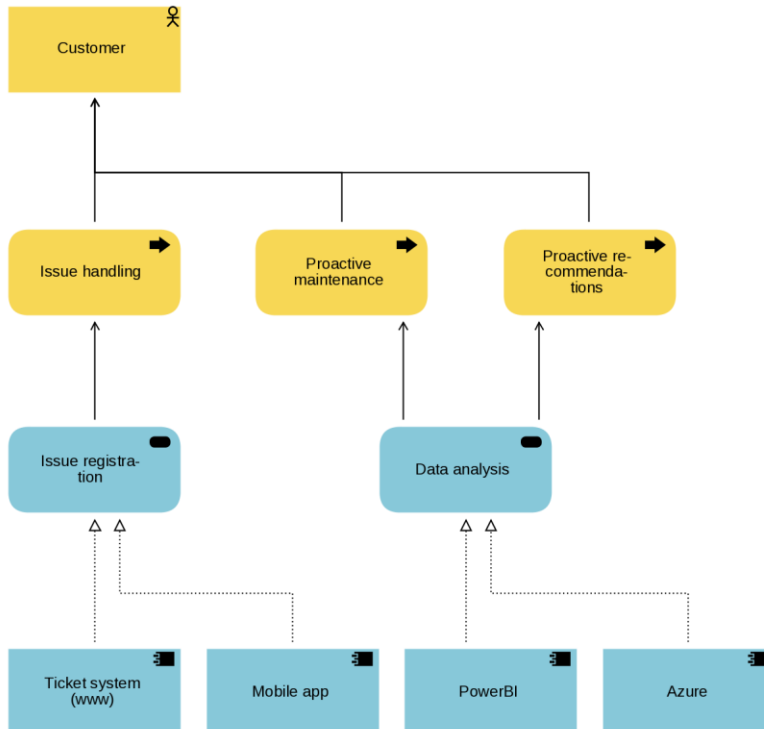 Customer
Issue handling
Proactive
maintenance
Proactive re-
commenda-
tions
Issue registra-
tion
Data analysis
Ticket system
(www)
Mobile app
PowerBI
Azure